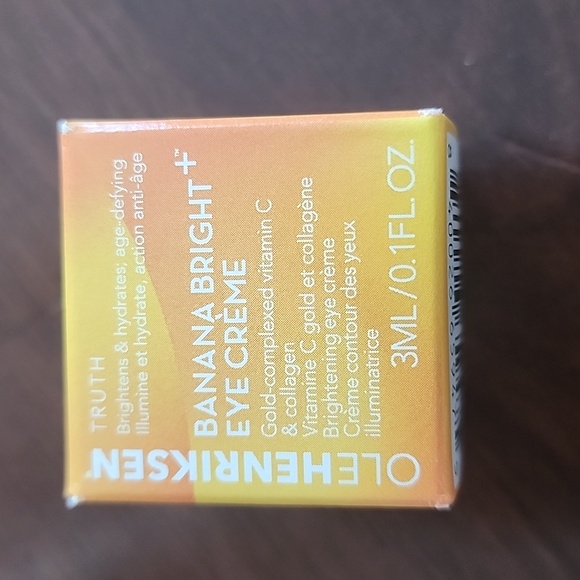 TRUTH
Brightens & hydrates; age-defying
Illumine et hydrate, action anti-âge
BANANA BRIGHT+™
EYE CRÈME
Gold-complexed vitamin C
& collagen
Vitamine C gold et collagène
Brightening eye crème
Crème contour des yeux
illuminatrice
3ML / 0.1FL. OZ.
OLEHENRIKSEN